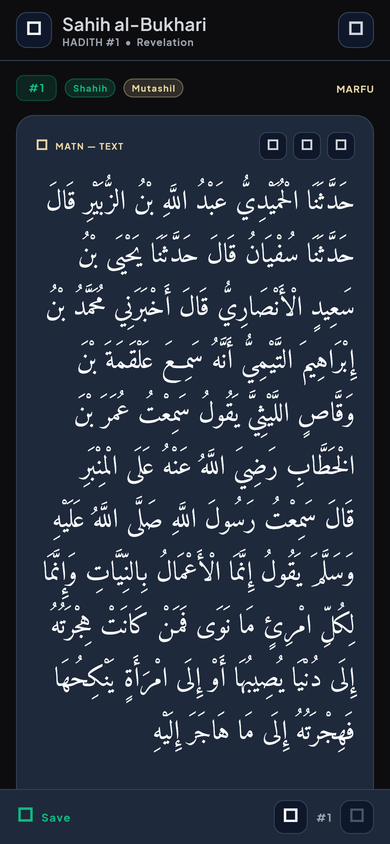 Sahih al-Bukhari
HADITH #1 • Revelation
#1 Shahih Mutashil MARFU
MATN — TEXT
حَدَّثَنَا الْحُمَيْدِيُّ عَبْدُ اللَّهِ بْنُ الزُّبَيْرِ قَالَ
حَدَّثَنَا سُفْيَانُ قَالَ حَدَّثَنَا يَحْيَى بْنُ
سَعِيدٍ الْأَنْصَارِيُّ قَالَ أَخْبَرَنِي مُحَمَّدُ بْنُ
إِبْرَاهِيمَ التَّيْمِيُّ أَنَّهُ سَمِعَ عَلْقَمَةَ بْنَ
وَقَّاصٍ اللَّيْثِيَّ يَقُولُ سَمِعْتُ عُمَرَ بْنَ
الْخَطَّابِ رَضِيَ اللَّهُ عَنْهُ عَلَى الْمِنْبَرِ
قَالَ سَمِعْتُ رَسُولَ اللَّهِ صَلَّى اللَّهُ عَلَيْهِ
وَسَلَّمَ يَقُولُ إِنَّمَا الْأَعْمَالُ بِالنِّيَّاتِ وَإِنَّمَا
لِكُلِّ امْرِئٍ مَا نَوَى فَمَنْ كَانَتْ هِجْرَتُهُ
إِلَى دُنْيَا يُصِيبُهَا أَوْ إِلَى امْرَأَةٍ يَنْكِحُهَا
فَهِجْرَتُهُ إِلَى مَا هَاجَرَ إِلَيْهِ
Save #1